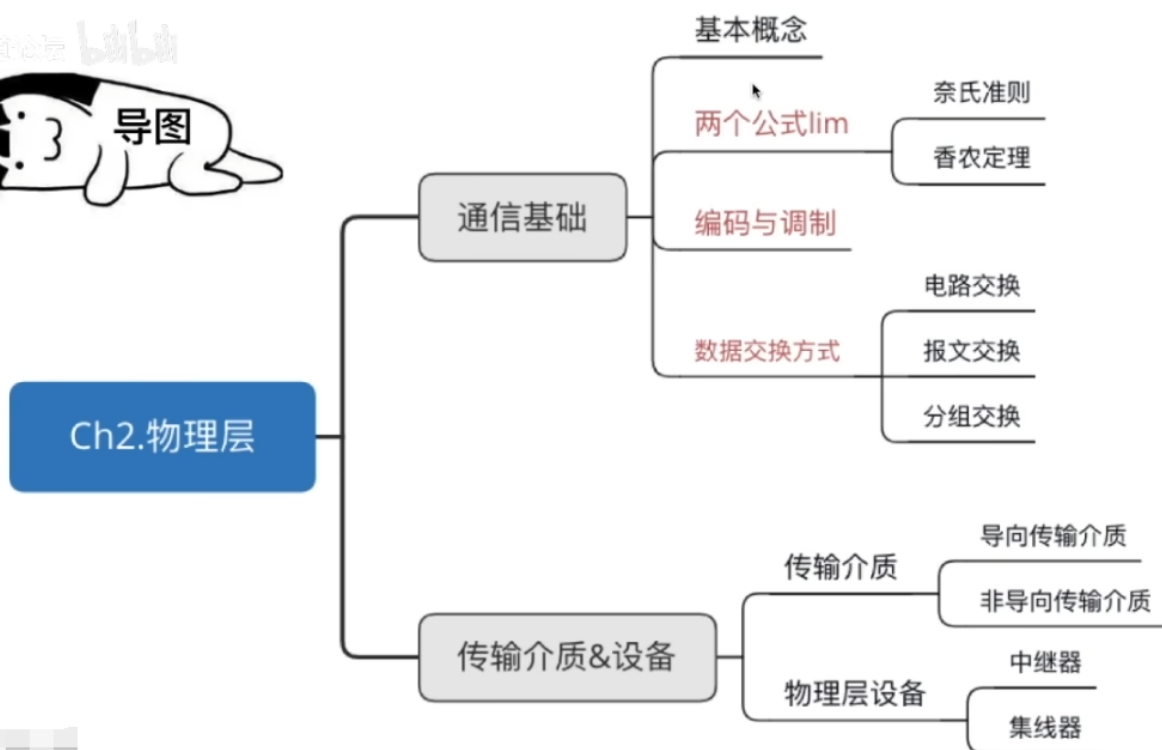 导图
Ch2.物理层
通信基础
基本概念
两个公式lim
奈氏准则
香农定理
编码与调制
数据交换方式
电路交换
报文交换
分组交换
传输介质&设备
传输介质
导向传输介质
非导向传输介质
物理层设备
中继器
集线器